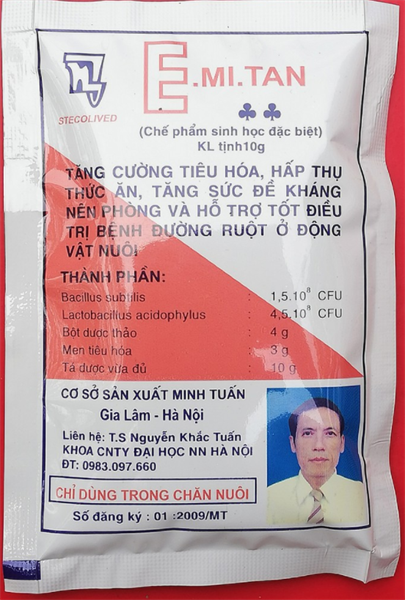 STECOLIVED
E.MI.TAN
(Chế phẩm sinh học đặc biệt)
KL tịnh10g
TĂNG CƯỜNG TIÊU HÓA, HẤP THỤ
THỨC ĂN, TĂNG SỨC ĐỀ KHÁNG
NÊN PHÒNG VÀ HỖ TRỢ TỐT ĐIỀU
TRỊ BỆNH ĐƯỜNG RUỘT Ở ĐỘNG
VẬT NUÔI
THÀNH PHẦN:
Bacillus subtilis : 1,5.10⁸ CFU
Lactobacillus acidophylus : 4,5.10⁸ CFU
Bột dược thảo : 4 g
Men tiêu hóa : 3 g
Tá dược vừa đủ : 10 g
CƠ SỞ SẢN XUẤT MINH TUẤN
Gia Lâm - Hà Nội
Liên hệ: T.S Nguyễn Khắc Tuấn
KHOA CNTY ĐẠI HỌC NN HÀ NỘI
ĐT: 0983.097.660
CHỈ DÙNG TRONG CHĂN NUÔI
Số đăng ký : 01 :2009/MT